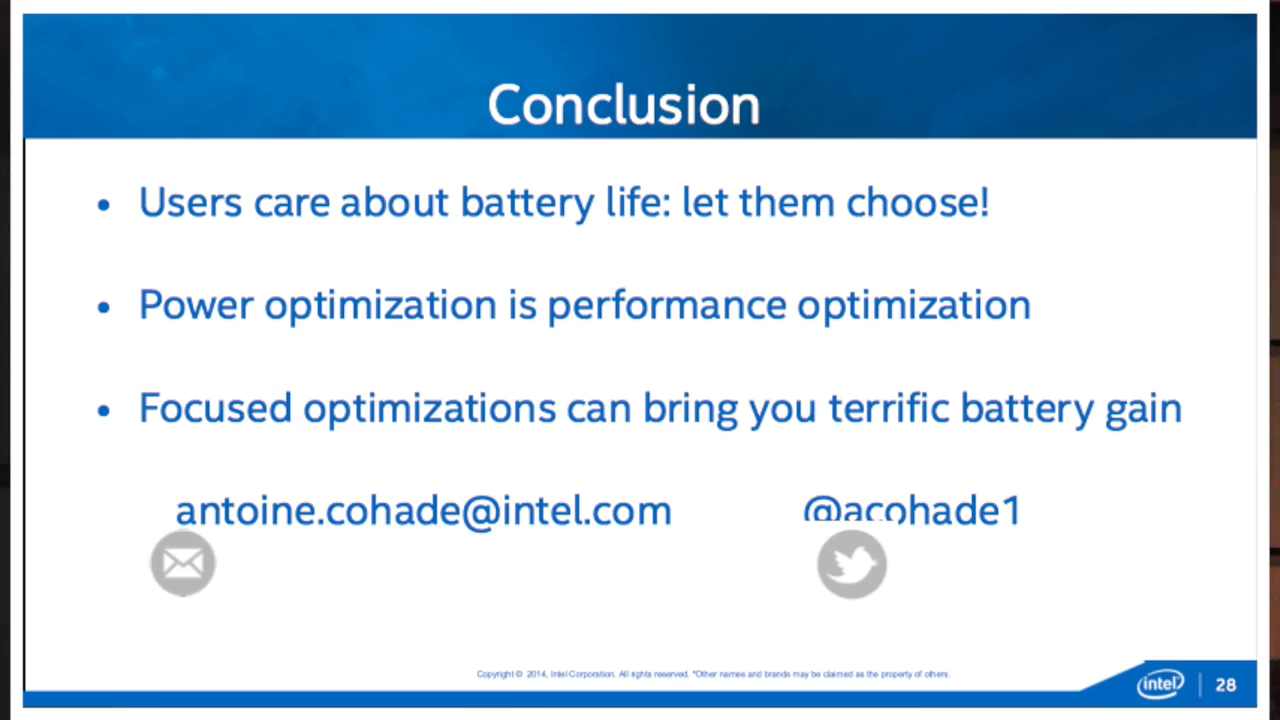 Conclusion
• Users care about battery life: let them choose!
• Power optimization is performance optimization
• Focused optimizations can bring you terrific battery gain
antoine.cohade@intel.com @acohade1
Copyright © 2014, Intel Corporation. All rights reserved. *Other names and brands may be claimed as the property of others.
intel 28